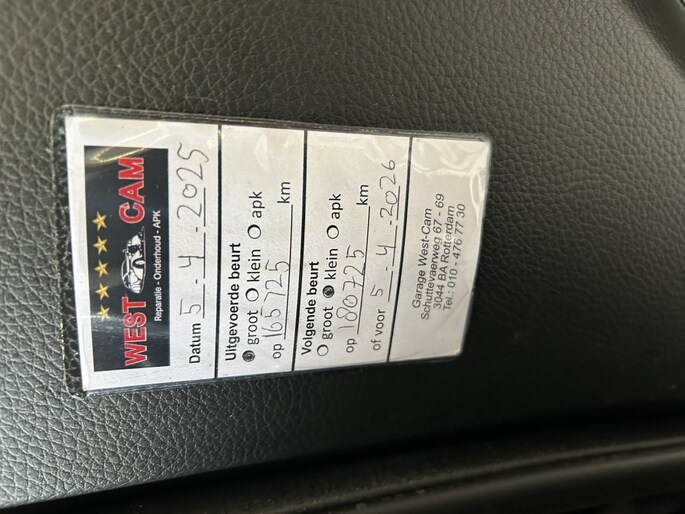 WEST CAM
Reparatie - Onderhoud - APK
Datum 5 - 4 - 2025
Uitgevoerde beurt
groot klein apk
op 165725 km
Volgende beurt
groot klein apk
op 180725 km
of voor 5 - 4 - 2026
Garage West-Cam
Schuttevaerweg 67 - 69
3044 BA Rotterdam
Tel.: 010 - 476 77 30